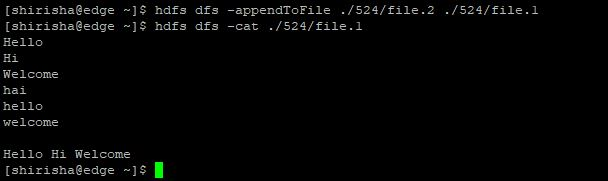 [shirisha@edge ~]$ hdfs dfs -appendToFile ./524/file.2 ./524/file.1
[shirisha@edge ~]$ hdfs dfs -cat ./524/file.1
Hello
Hi
Welcome
hai
hello
welcome

Hello Hi Welcome
[shirisha@edge ~]$